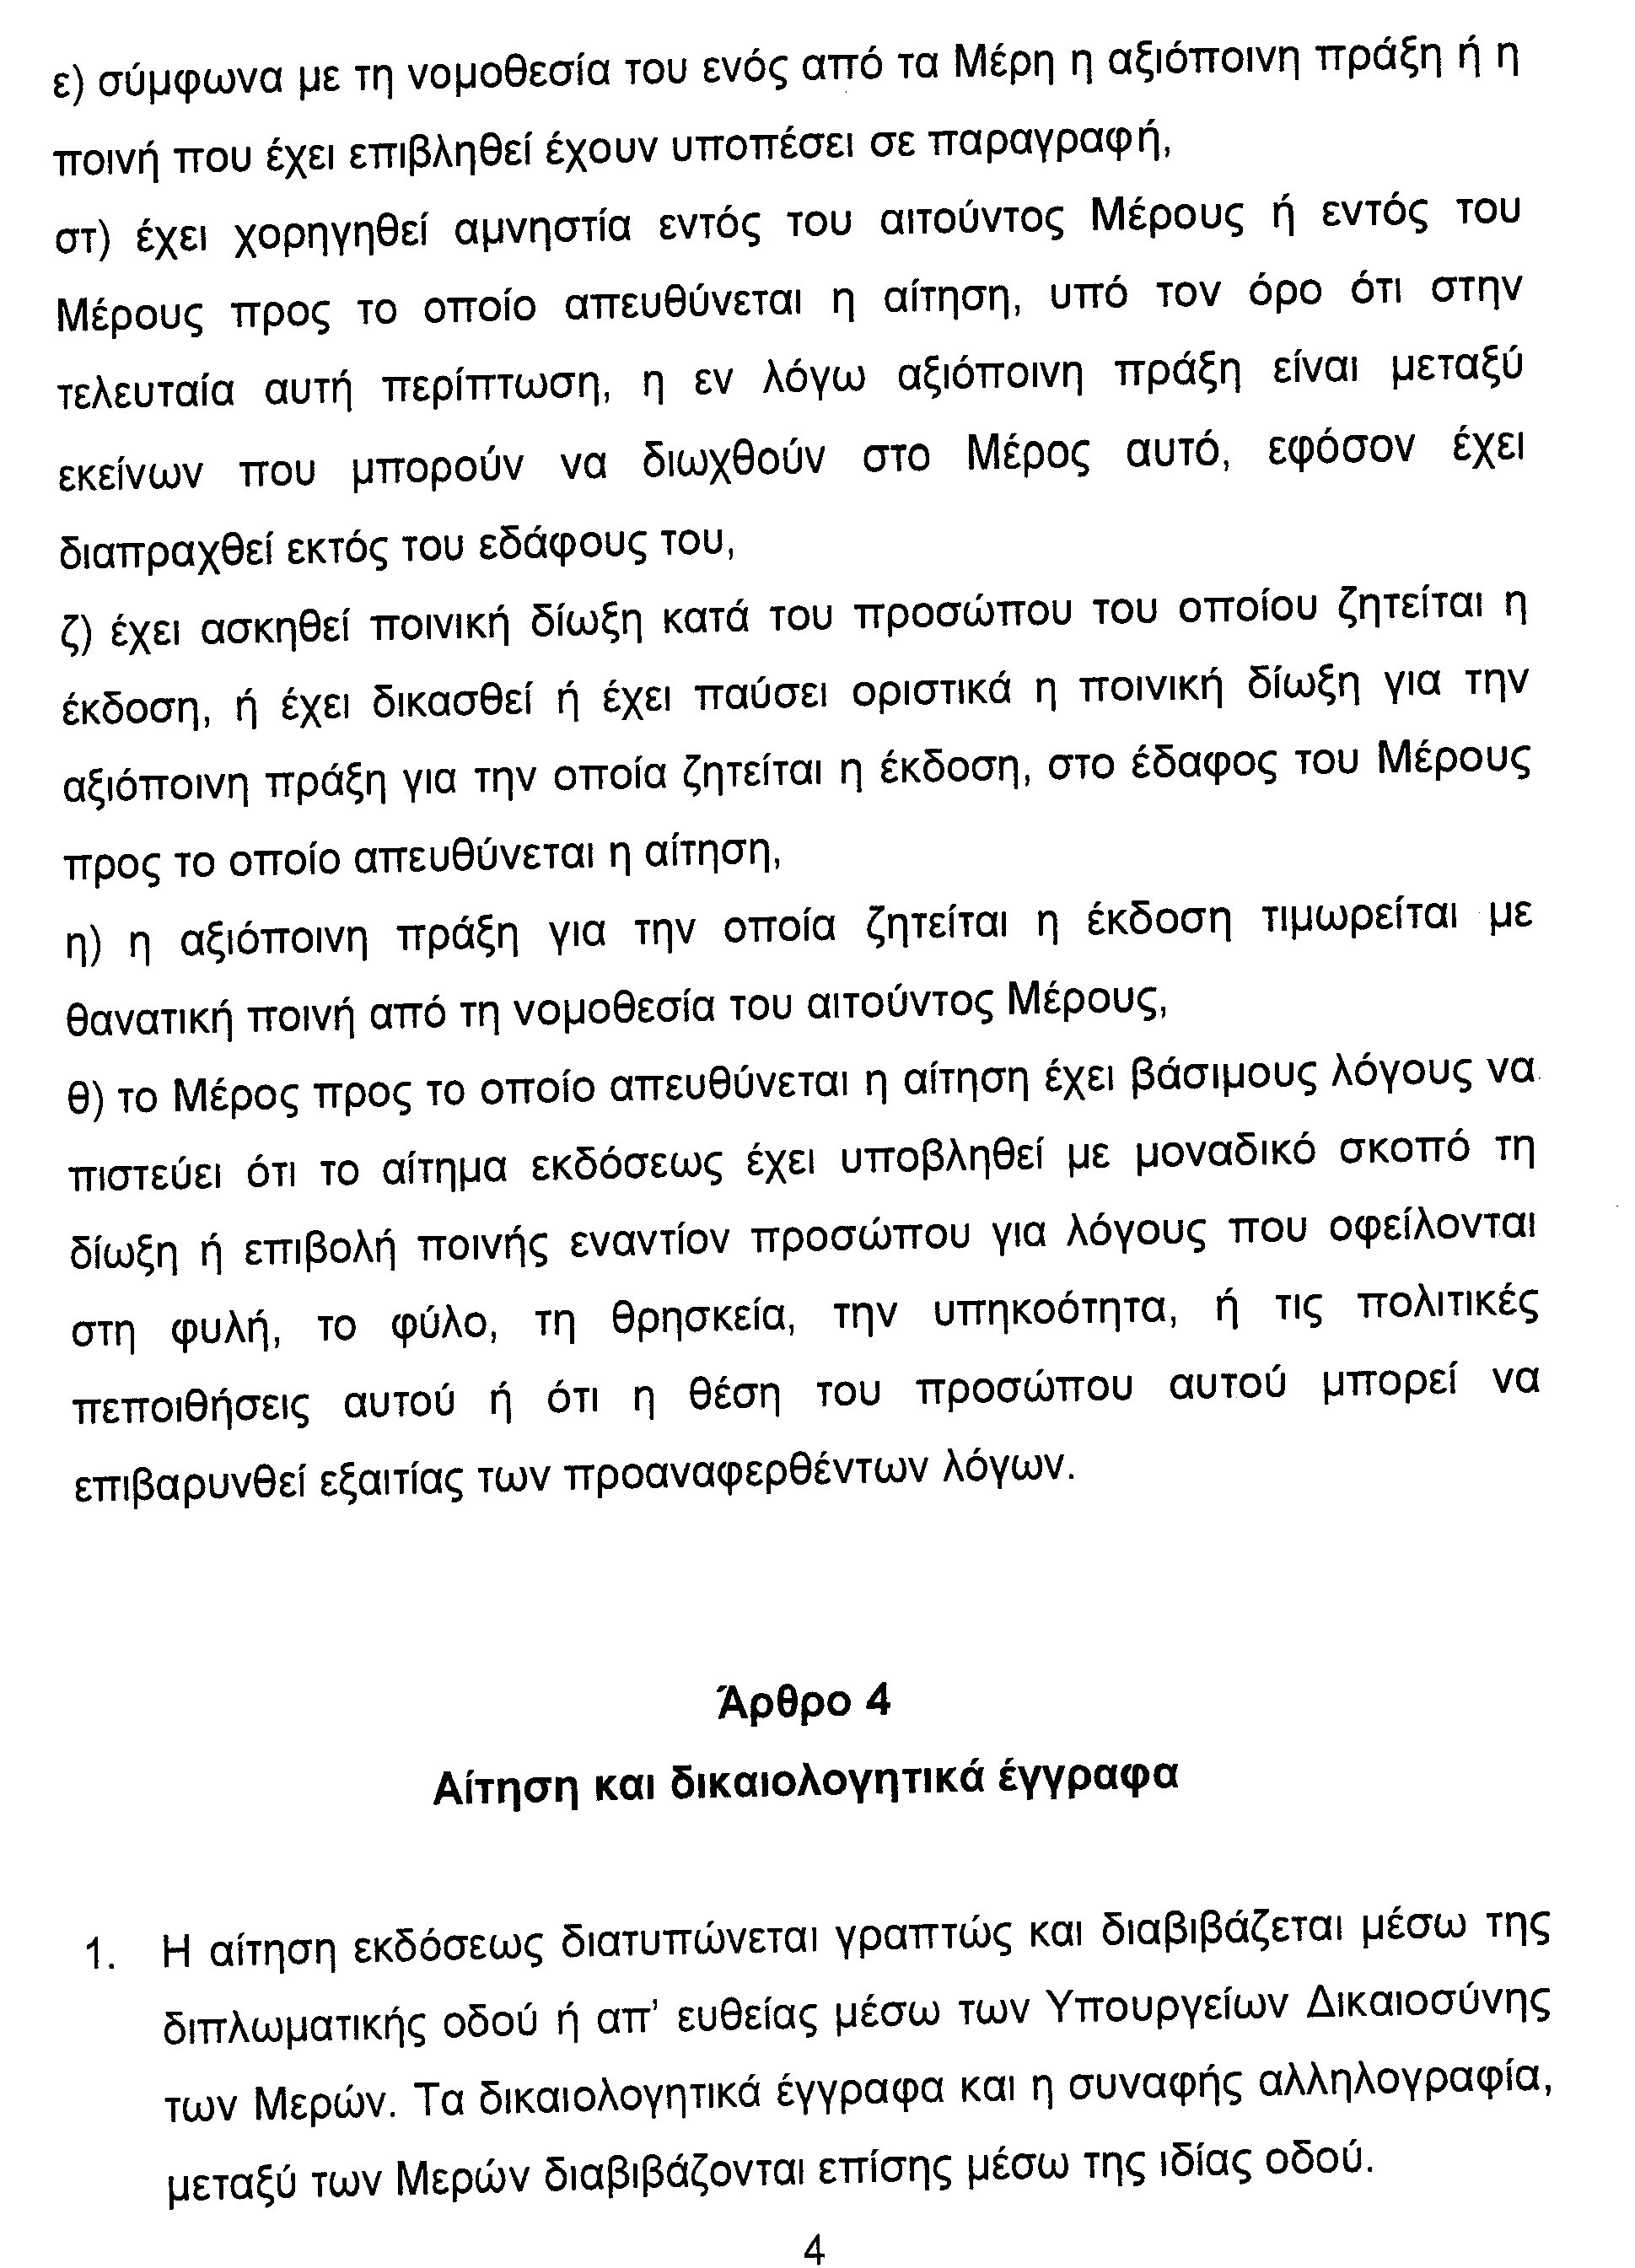 ε) σύμφωνα με τη νομοθεσία του ενός από τα Μέρη η αξιόποινη πράξη ή η
ποινή που έχει επιβληθεί έχουν υποπέσει σε παραγραφή,
στ) έχει χορηγηθεί αμνηστία εντός του αιτούντος Μέρους ή εντός του
Μέρους προς το οποίο απευθύνεται η αίτηση, υπό τον όρο ότι στην
τελευταία αυτή περίπτωση, η εν λόγω αξιόποινη πράξη είναι μεταξύ
εκείνων που μπορούν να διωχθούν στο Μέρος αυτό, εφόσον έχει
διαπραχθεί εκτός του εδάφους του,
ζ) έχει ασκηθεί ποινική δίωξη κατά του προσώπου του οποίου ζητείται η
έκδοση, ή έχει δικασθεί ή έχει παύσει οριστικά η ποινική δίωξη για την
αξιόποινη πράξη για την οποία ζητείται η έκδοση, στο έδαφος του Μέρους
προς το οποίο απευθύνεται η αίτηση,
η) η αξιόποινη πράξη για την οποία ζητείται η έκδοση τιμωρείται με
θανατική ποινή από τη νομοθεσία του αιτούντος Μέρους,
θ) το Μέρος προς το οποίο απευθύνεται η αίτηση έχει βάσιμους λόγους να
πιστεύει ότι το αίτημα εκδόσεως έχει υποβληθεί με μοναδικό σκοπό τη
δίωξη ή επιβολή ποινής εναντίον προσώπου για λόγους που οφείλονται
στη φυλή, το φύλο, τη θρησκεία, την υπηκοότητα, ή τις πολιτικές
πεποιθήσεις αυτού ή ότι η θέση του προσώπου αυτού μπορεί να
επιβαρυνθεί εξαιτίας των προαναφερθέντων λόγων.
Άρθρο 4
Αίτηση και δικαιολογητικά έγγραφα
1. Η αίτηση εκδόσεως διατυπώνεται γραπτώς και διαβιβάζεται μέσω της
διπλωματικής οδού ή απ' ευθείας μέσω των Υπουργείων Δικαιοσύνης
των Μερών. Τα δικαιολογητικά έγγραφα και η συναφής αλληλογραφία,
μεταξύ των Μερών διαβιβάζονται επίσης μέσω της ιδίας οδού.
4